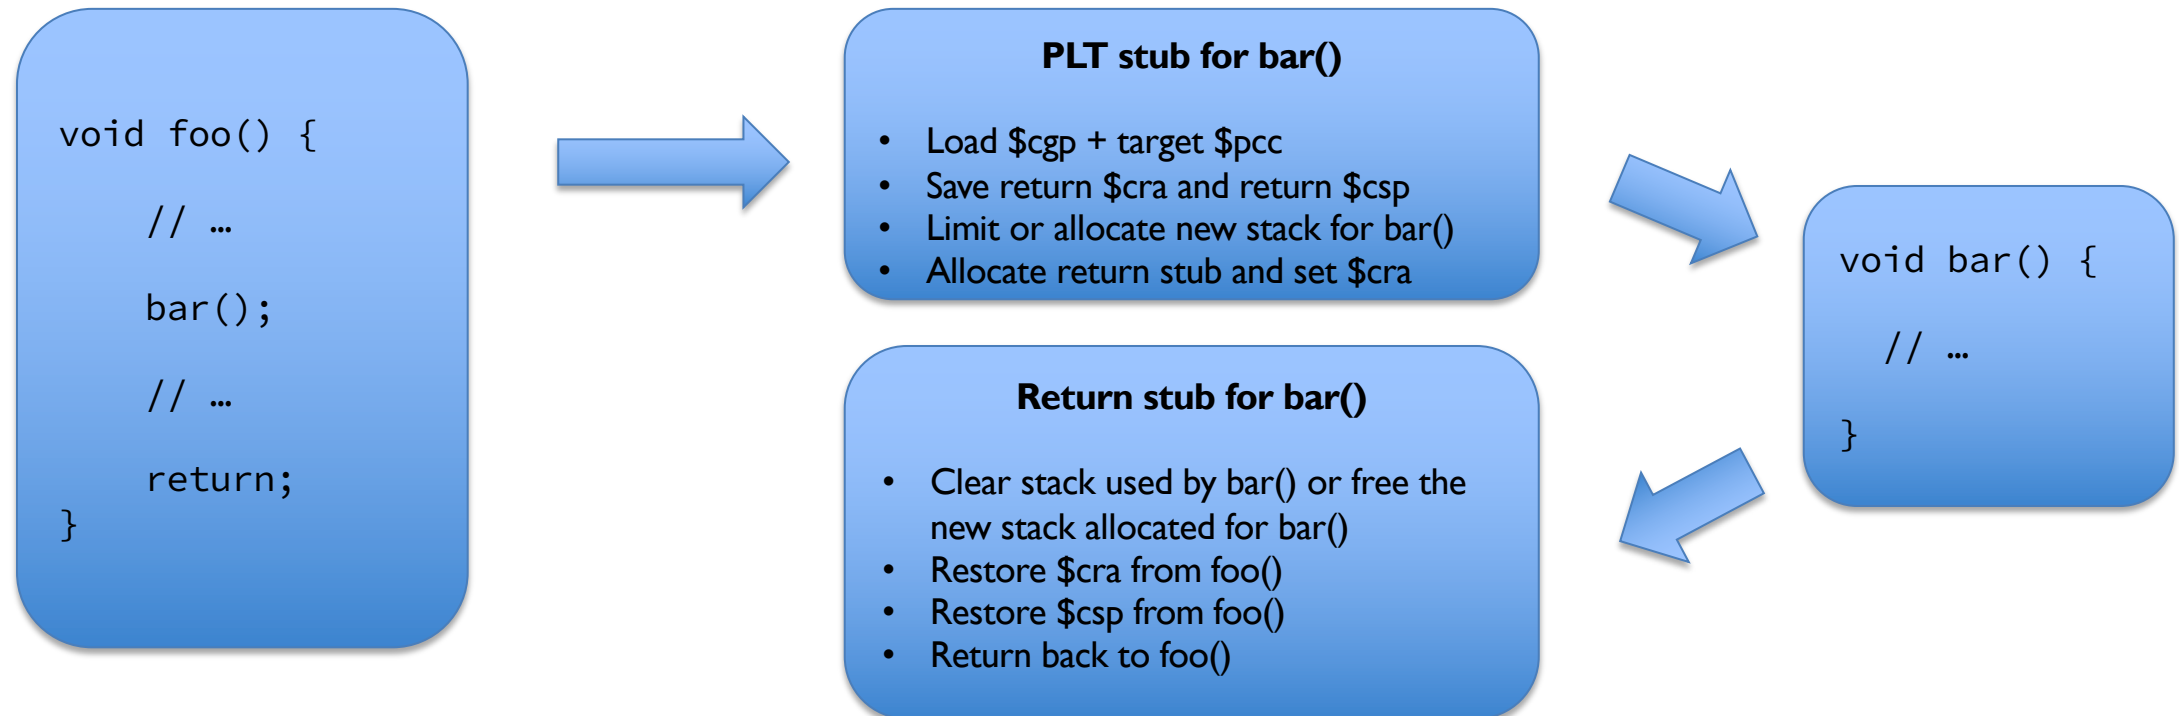 void foo() {
// …
bar();
// …
return;
}
PLT stub for bar()
• Load $cgp + target $pcc
• Save return $cra and return $csp
• Limit or allocate new stack for bar()
• Allocate return stub and set $cra
Return stub for bar()
• Clear stack used by bar() or free the
new stack allocated for bar()
• Restore $cra from foo()
• Restore $csp from foo()
• Return back to foo()
void bar() {
// …
}